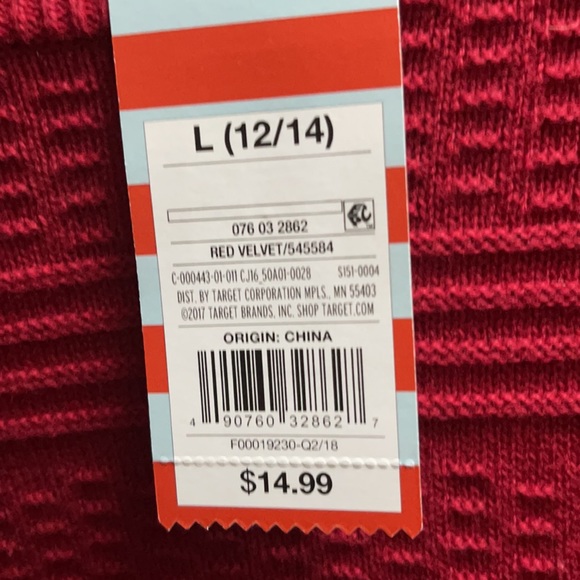 L (12/14)
076 03 2862
RED VELVET/545584
C-000443-01-011 CJ16_50A01-0028 S151-0004
DIST. BY TARGET CORPORATION MPLS., MN 55403
©2017 TARGET BRANDS, INC. SHOP TARGET.COM
ORIGIN: CHINA
4 90760 32862 7
F00019230-Q2/18
$14.99